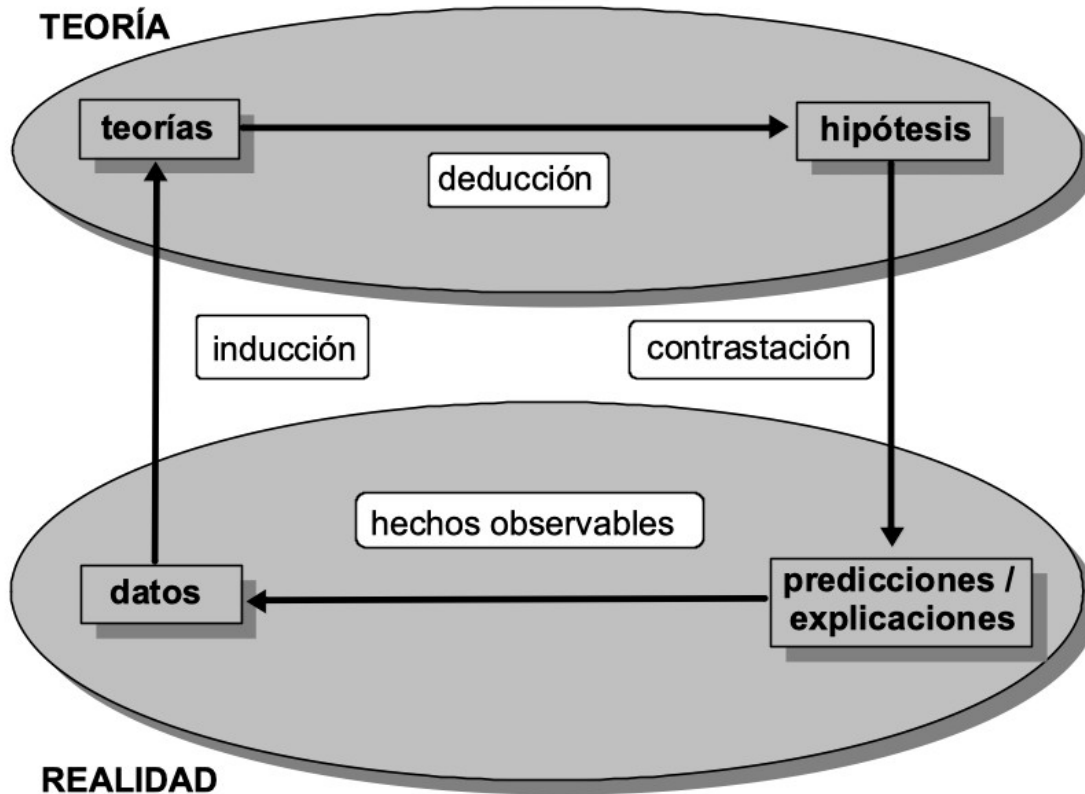 TEORÍA
teorías
hipótesis
deducción
inducción
contrastación
hechos observables
datos
predicciones /
explicaciones
REALIDAD